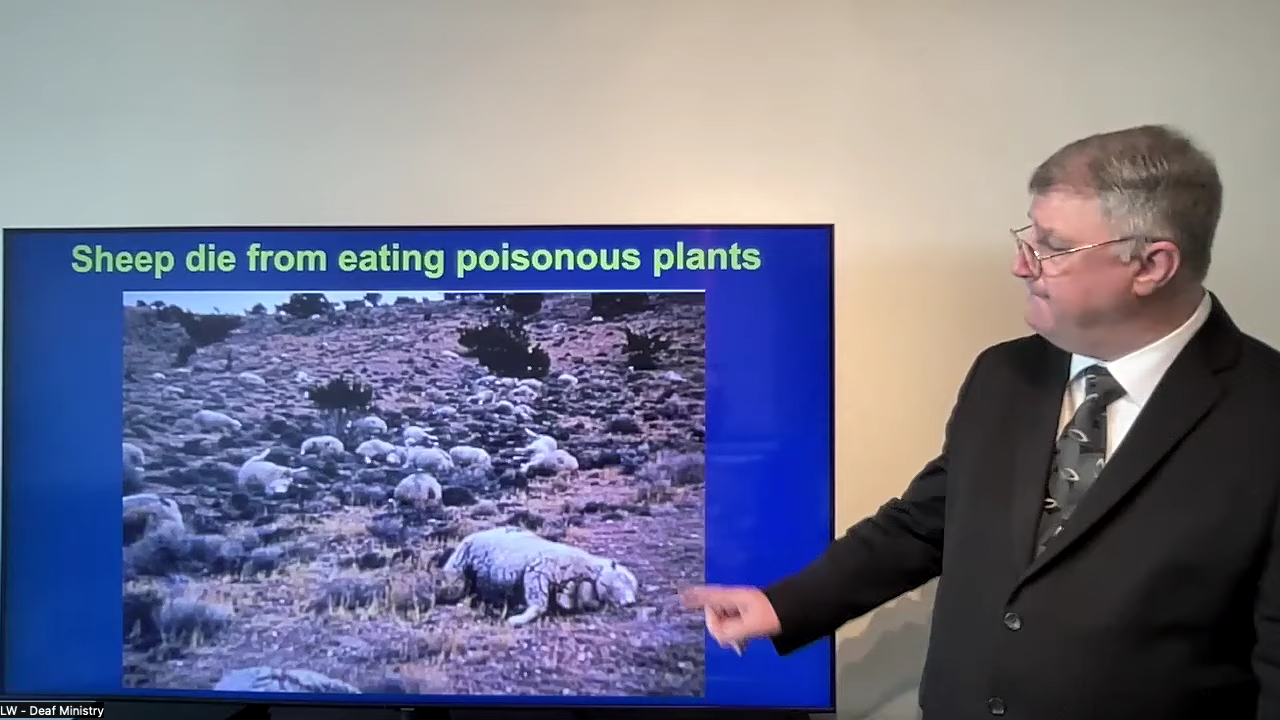 Sheep die from eating poisonous plants
LW - Deaf Ministry